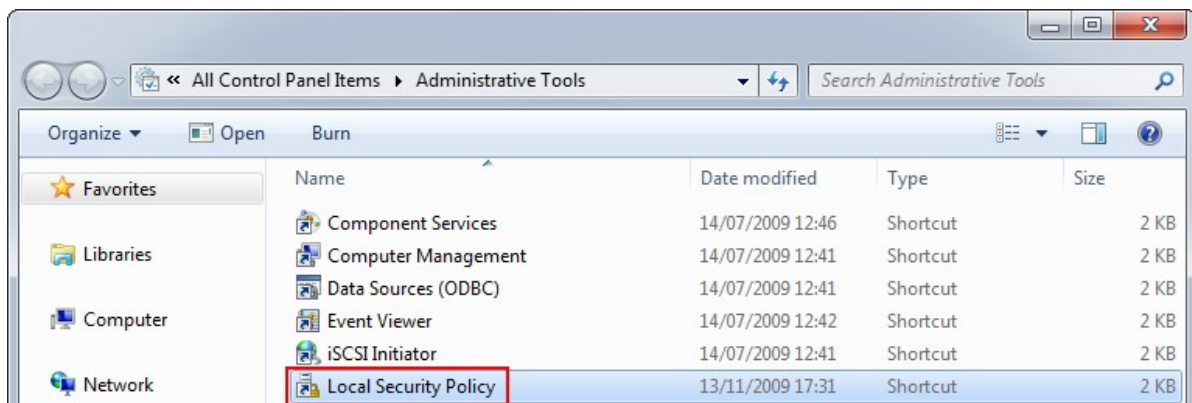 « All Control Panel Items ▸ Administrative Tools Search Administrative Tools
Organize Open Burn
Favorites Name Date modified Type Size
Component Services 14/07/2009 12:46 Shortcut 2 KB
Libraries Computer Management 14/07/2009 12:41 Shortcut 2 KB
Data Sources (ODBC) 14/07/2009 12:41 Shortcut 2 KB
Computer Event Viewer 14/07/2009 12:42 Shortcut 2 KB
iSCSI Initiator 14/07/2009 12:41 Shortcut 2 KB
Network Local Security Policy 13/11/2009 17:31 Shortcut 2 KB